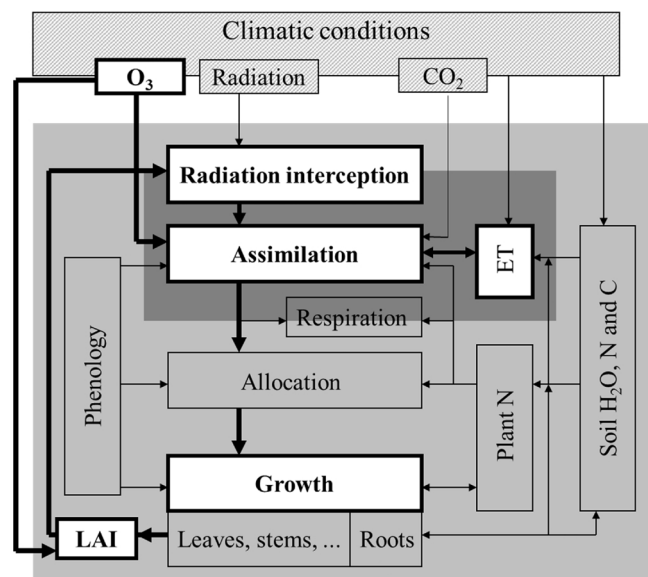 Climatic conditions
O₃
Radiation
CO₂
Radiation interception
Assimilation
ET
Respiration
Phenology
Allocation
Plant N
Soil H₂O, N and C
Growth
LAI
Leaves, stems, ...
Roots